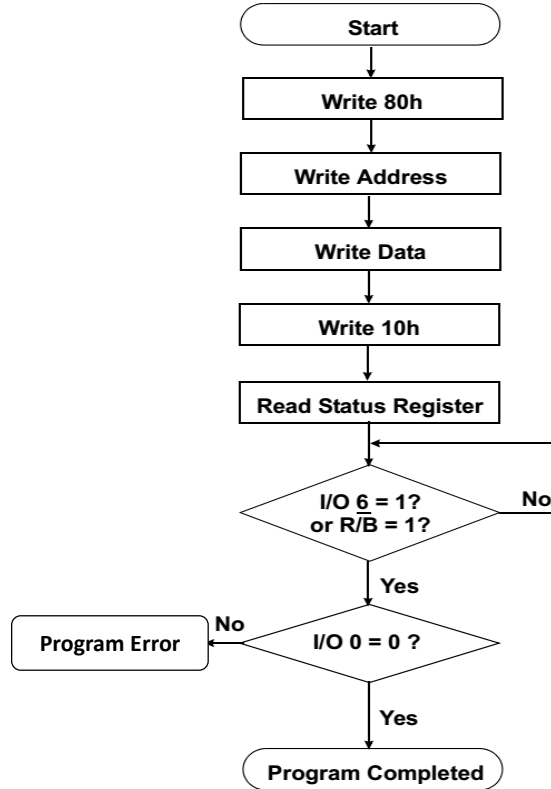 Start
Write 80h
Write Address
Write Data
Write 10h
Read Status Register
I/O 6 = 1?
or R/B = 1?
No
Yes
No
Program Error
I/O 0 = 0 ?
Yes
Program Completed